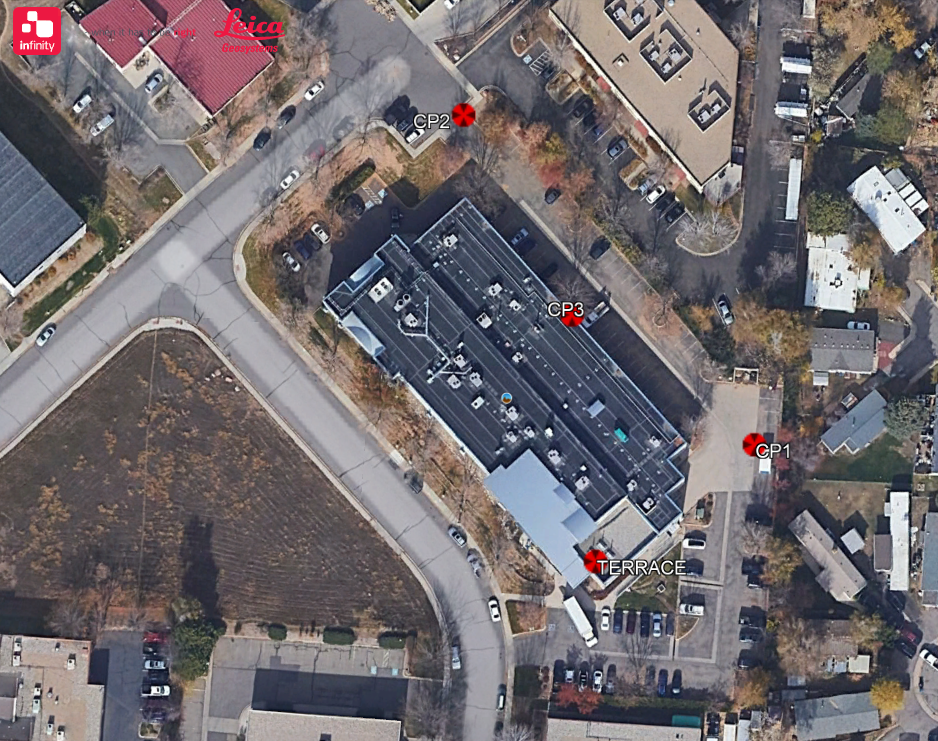 infinity
Leica
Geosystems
CP2
CP3
CP1
TERRACE